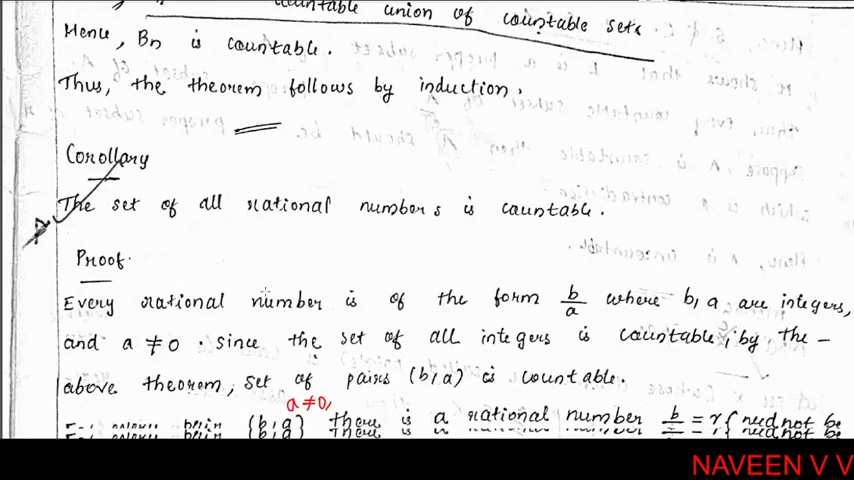 countable union of countable sets
Hence, Bn is countable.
Thus, the theorem follows by induction.
Corollary
The set of all rational numbers is countable.
Proof.
Every rational number is of the form b/a where b, a are integers,
and a ≠ 0. since the set of all integers is countable, by the –
above theorem, set of pairs (b, a) is countable.
a ≠ 0,
(b, a) there is a rational number b/a = r { need not be
NAVEEN V V